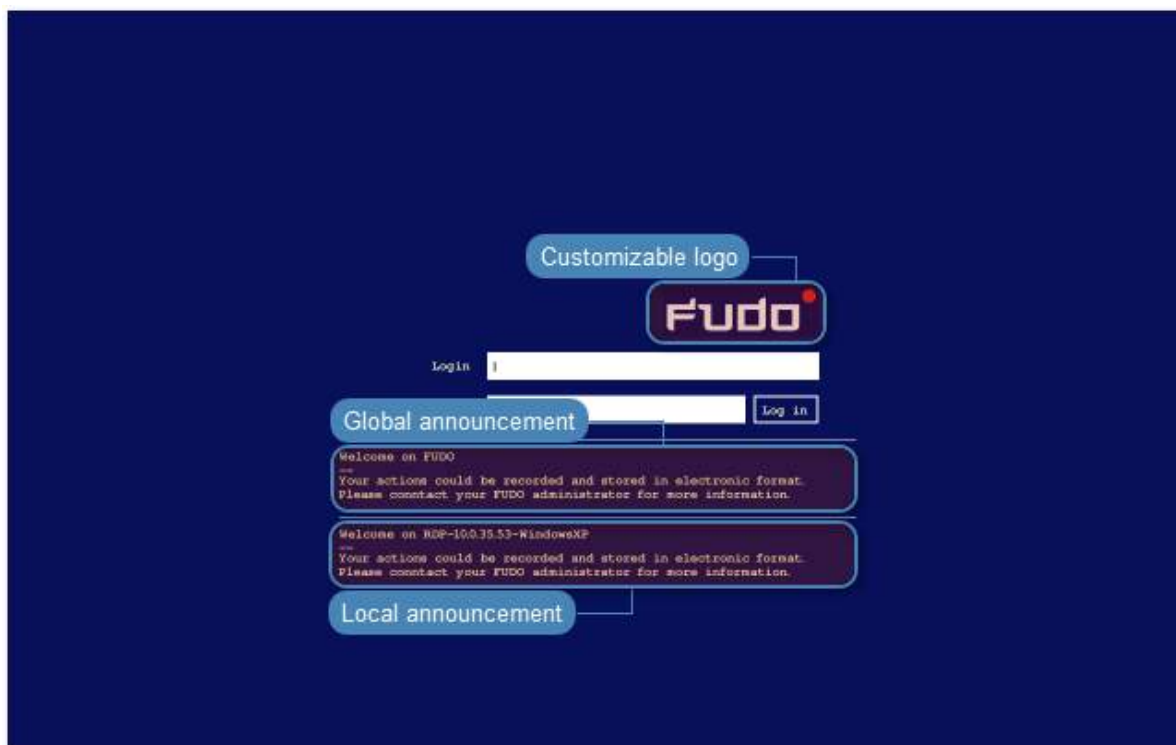 Customizable logo
FUDO
Login
Log in
Global announcement
Welcome on FUDO
--
Your actions could be recorded and stored in electronic format.
Please conntact your FUDO administrator for more information.
Welcome on RDP-10.0.35.53-WindowsXP
--
Your actions could be recorded and stored in electronic format.
Please conntact your FUDO administrator for more information.
Local announcement